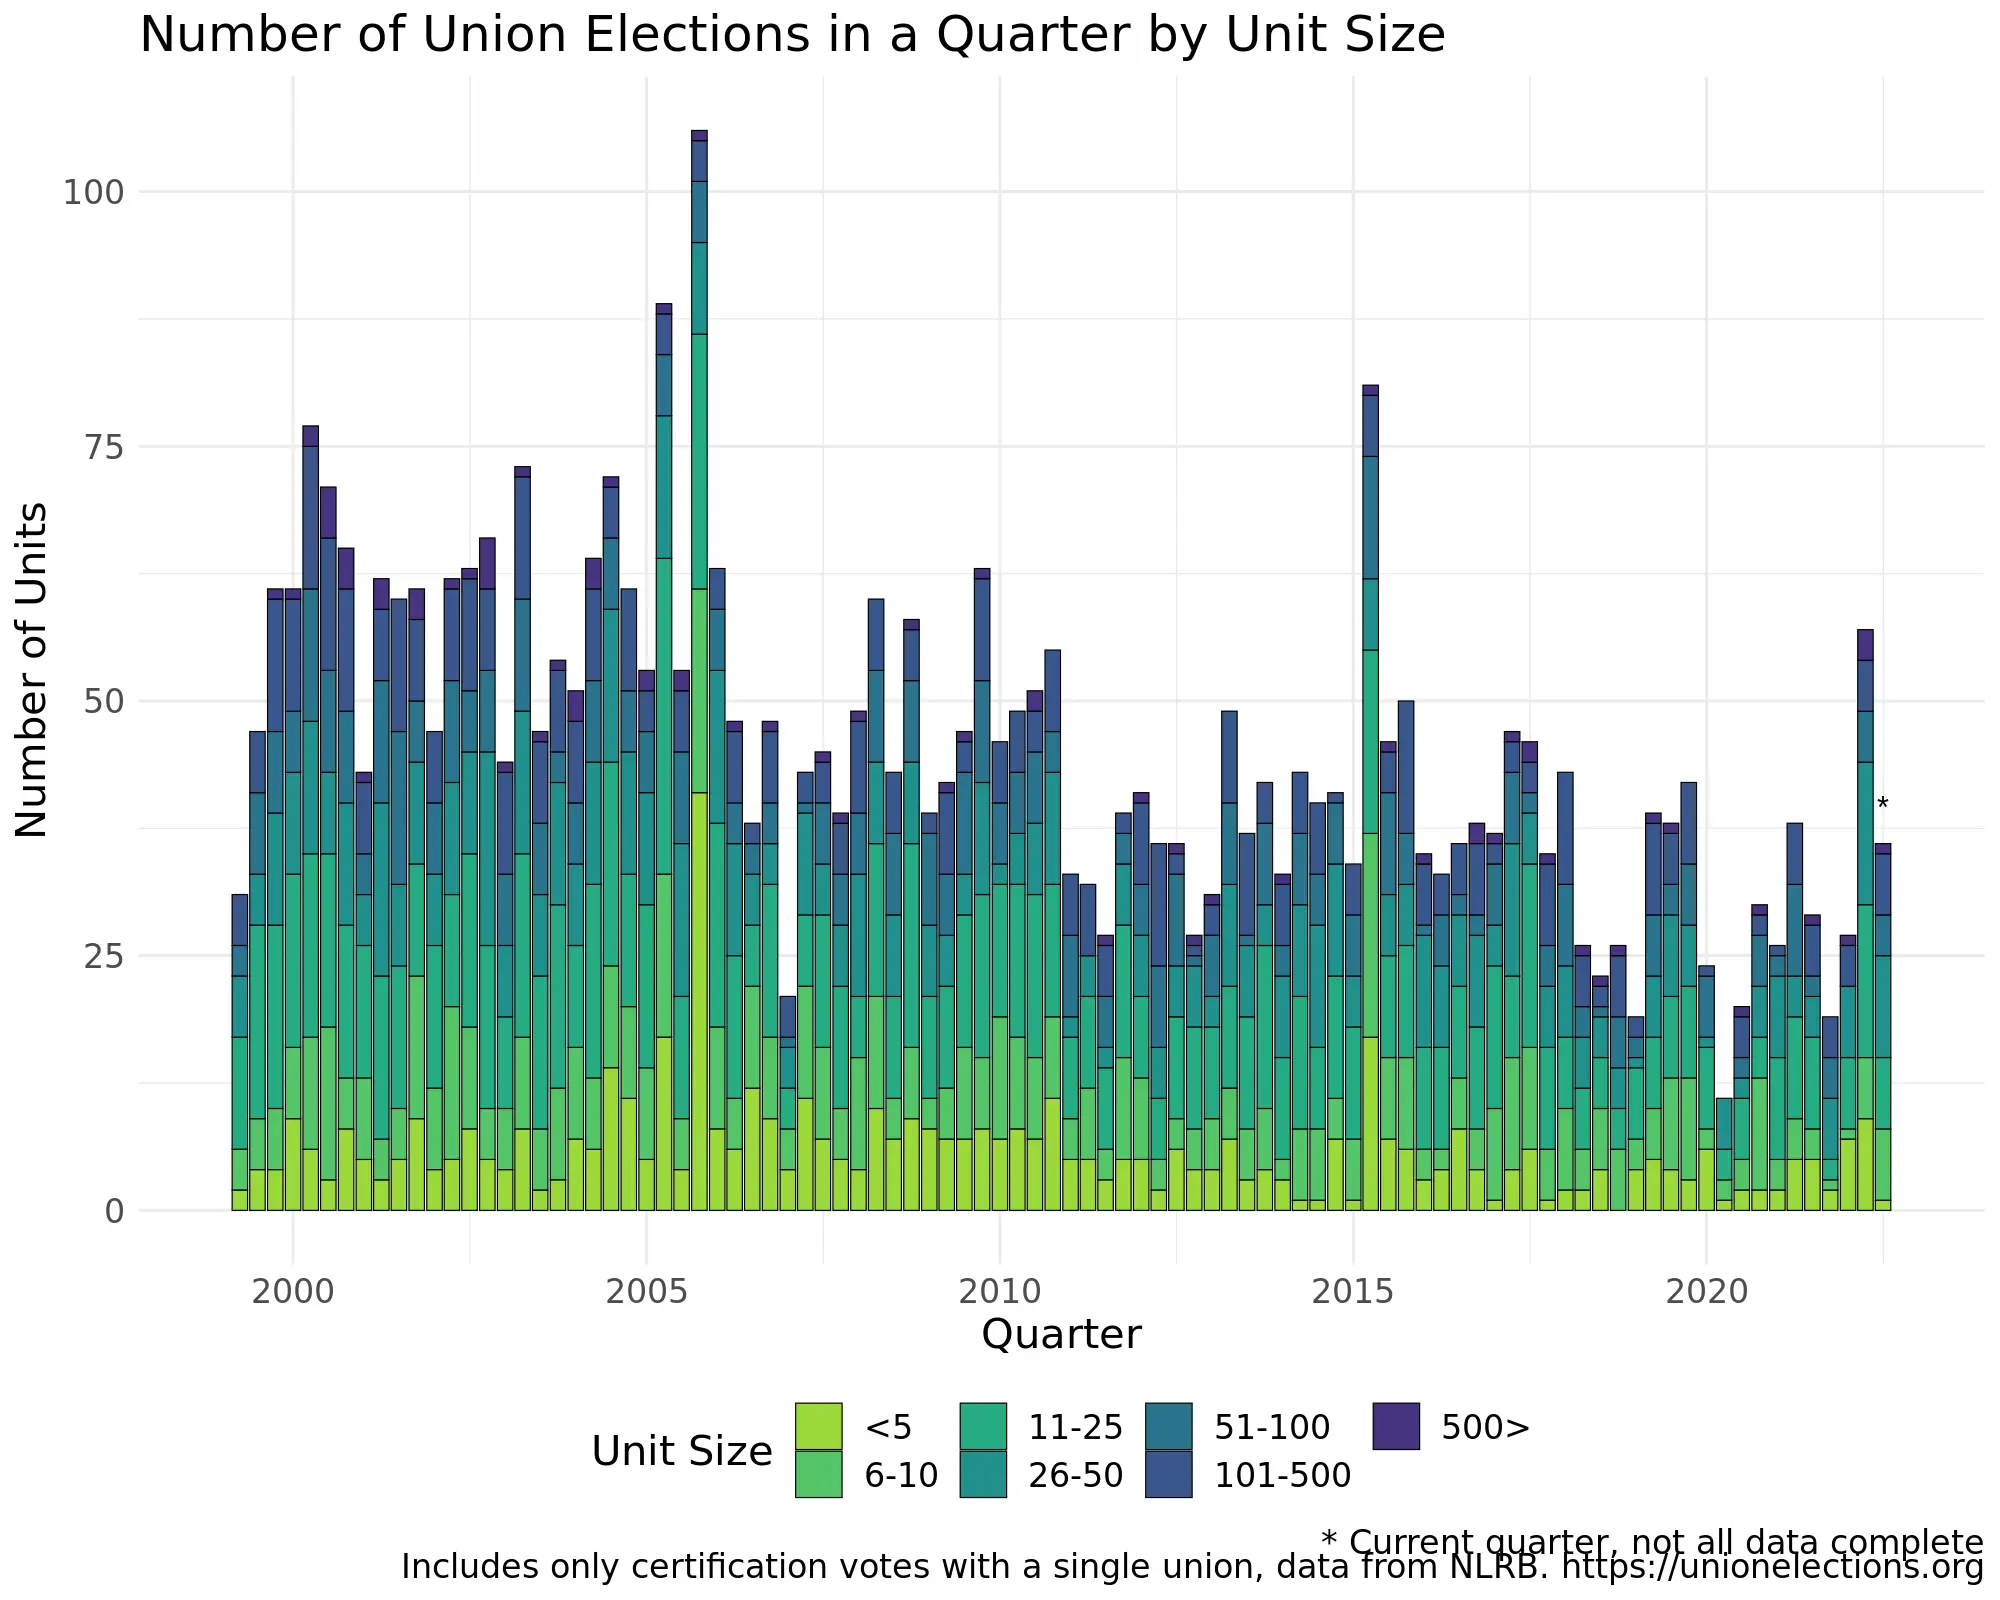 Number of Union Elections in a Quarter by Unit Size
Number of Units
100
75
50
25
0
*
2000 2005 2010 2015 2020
Quarter
Unit Size
<5 11-25 51-100 500>
6-10 26-50 101-500
* Current quarter, not all data complete
Includes only certification votes with a single union, data from NLRB. https://unionelections.org